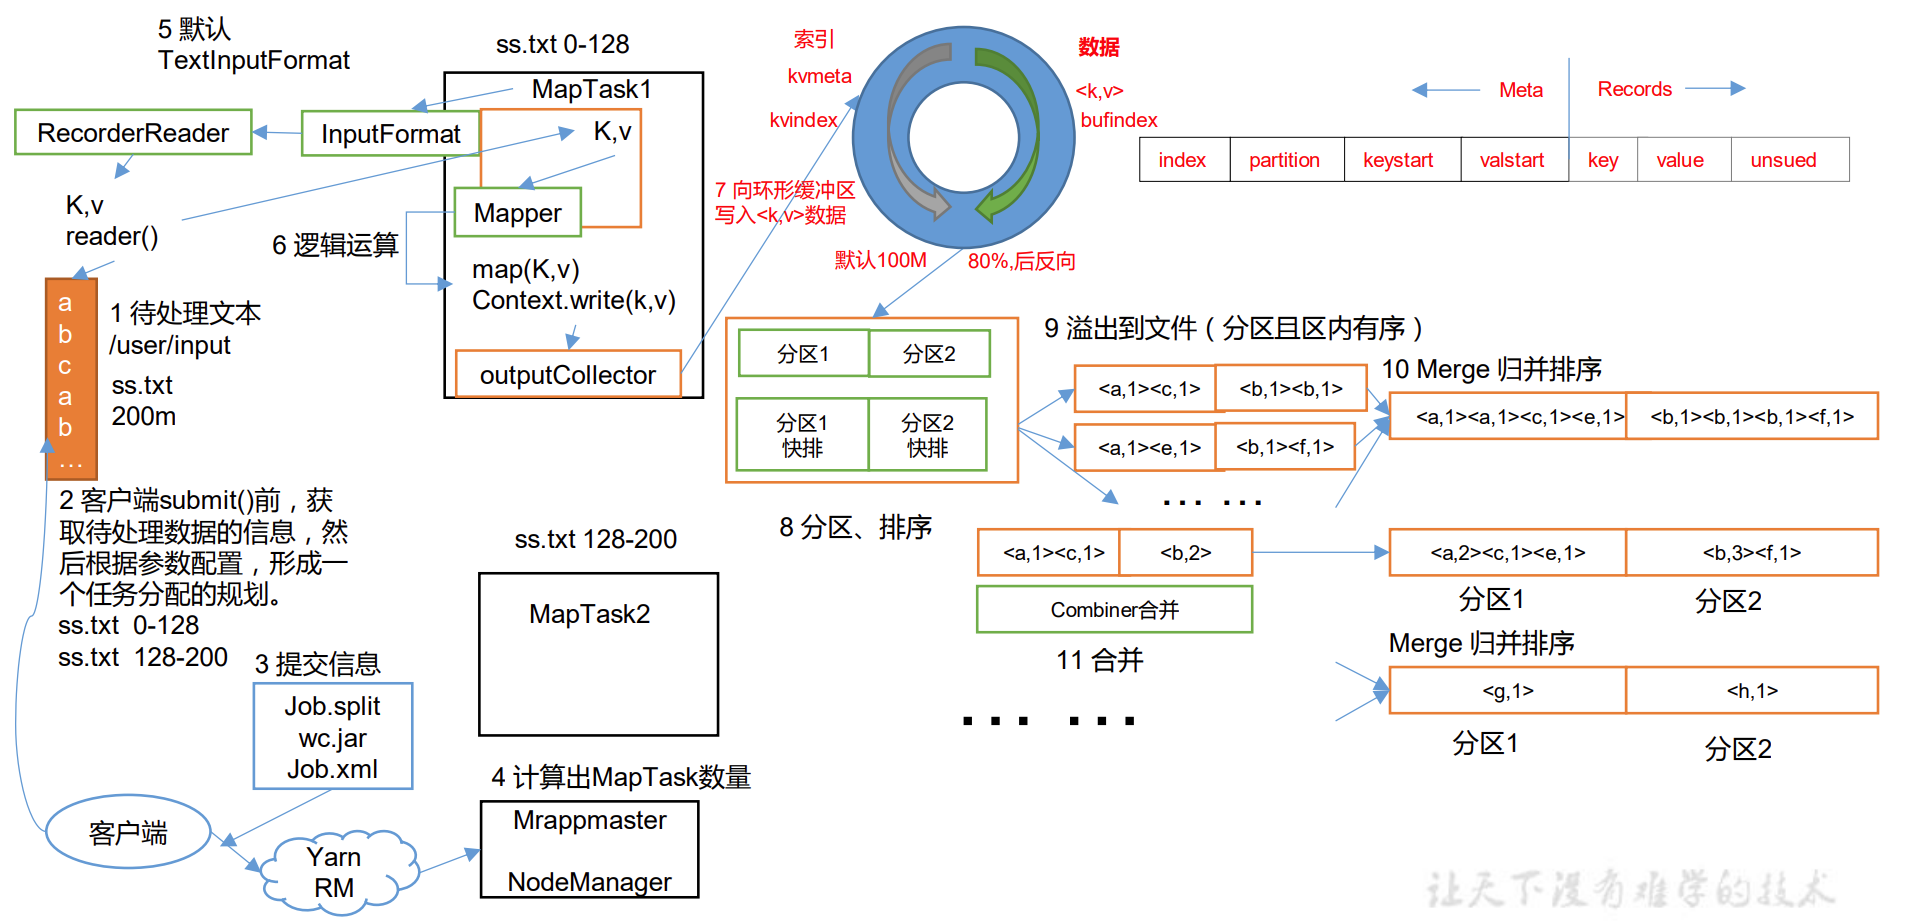 5 默认
TextInputFormat
RecorderReader
InputFormat
K,v
reader()
a
b
c
a
b
...
1 待处理文本
/user/input
ss.txt
200m
2 客户端submit()前，获
取待处理数据的信息，然
后根据参数配置，形成一
个任务分配的规划。
ss.txt 0-128
ss.txt 128-200
3 提交信息
Job.split
wc.jar
Job.xml
客户端
Yarn
RM
ss.txt 0-128
MapTask1
K,v
Mapper
6 逻辑运算
map(K,v)
Context.write(k,v)
outputCollector
ss.txt 128-200
MapTask2
4 计算出MapTask数量
Mrappmaster
NodeManager
索引
kvmeta
kvindex
数据
<k,v>
bufindex
7 向环形缓冲区
写入<k,v>数据
默认100M
80%,后反向
Meta
Records
index partition keystart valstart key value unsued
分区1 分区2
分区1 分区2
快排 快排
8 分区、排序
9 溢出到文件（分区且区内有序）
<a,1><c,1> <b,1><b,1>
<a,1><e,1> <b,1><f,1>
... ...
10 Merge 归并排序
<a,1><a,1><c,1><e,1> <b,1><b,1><b,1><f,1>
<a,1><c,1> <b,2>
Combiner合并
11 合并
<a,2><c,1><e,1> <b,3><f,1>
分区1 分区2
Merge 归并排序
<g,1> <h,1>
分区1 分区2
... ...
让天下没有难学的技术